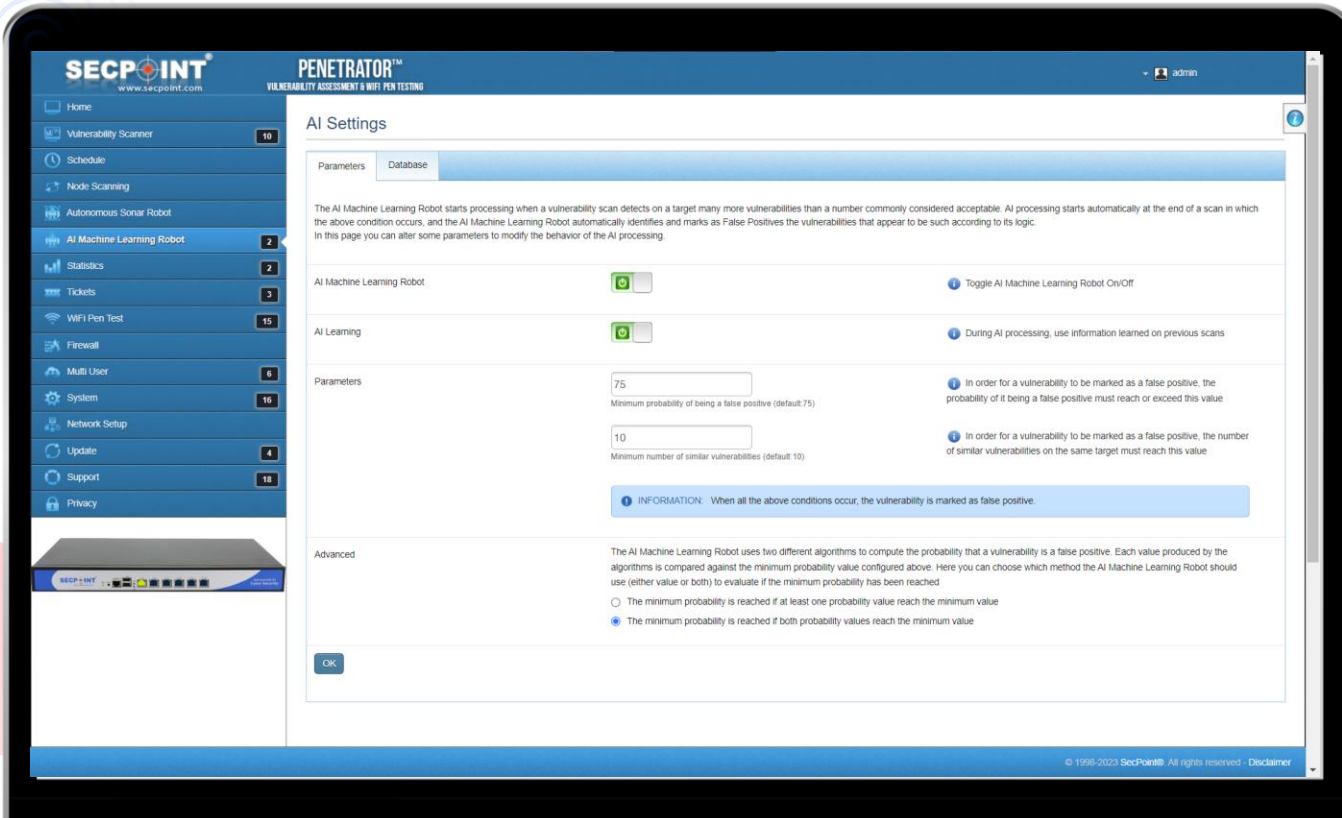 SECPOINT®
www.secpoint.com
PENETRATOR™
VULNERABILITY ASSESSMENT & WIFI PEN TESTING
admin
Home
Vulnerability Scanner 10
Schedule
Node Scanning
Autonomous Sonar Robot
AI Machine Learning Robot 2
Statistics 2
Tickets 3
WiFi Pen Test 15
Firewall
Multi User 6
System 16
Network Setup
Update 4
Support 18
Privacy
SECPOINT
AI Settings
Parameters Database
The AI Machine Learning Robot starts processing when a vulnerability scan detects on a target many more vulnerabilities than a number commonly considered acceptable. AI processing starts automatically at the end of a scan in which
the above condition occurs, and the AI Machine Learning Robot automatically identifies and marks as False Positives the vulnerabilities that appear to be such according to its logic.
In this page you can alter some parameters to modify the behavior of the AI processing.
AI Machine Learning Robot
Toggle AI Machine Learning Robot On/Off
AI Learning
During AI processing, use information learned on previous scans
Parameters
75
Minimum probability of being a false positive (default:75)
In order for a vulnerability to be marked as a false positive, the
probability of it being a false positive must reach or exceed this value
10
Minimum number of similar vulnerabilities (default:10)
In order for a vulnerability to be marked as a false positive, the number
of similar vulnerabilities on the same target must reach this value
INFORMATION: When all the above conditions occur, the vulnerability is marked as false positive.
Advanced
The AI Machine Learning Robot uses two different algorithms to compute the probability that a vulnerability is a false positive. Each value produced by the
algorithms is compared against the minimum probability value configured above. Here you can choose which method the AI Machine Learning Robot should
use (either value or both) to evaluate if the minimum probability has been reached
The minimum probability is reached if at least one probability value reach the minimum value
The minimum probability is reached if both probability values reach the minimum value
OK
© 1998-2023 SecPoint® All rights reserved - Disclaimer